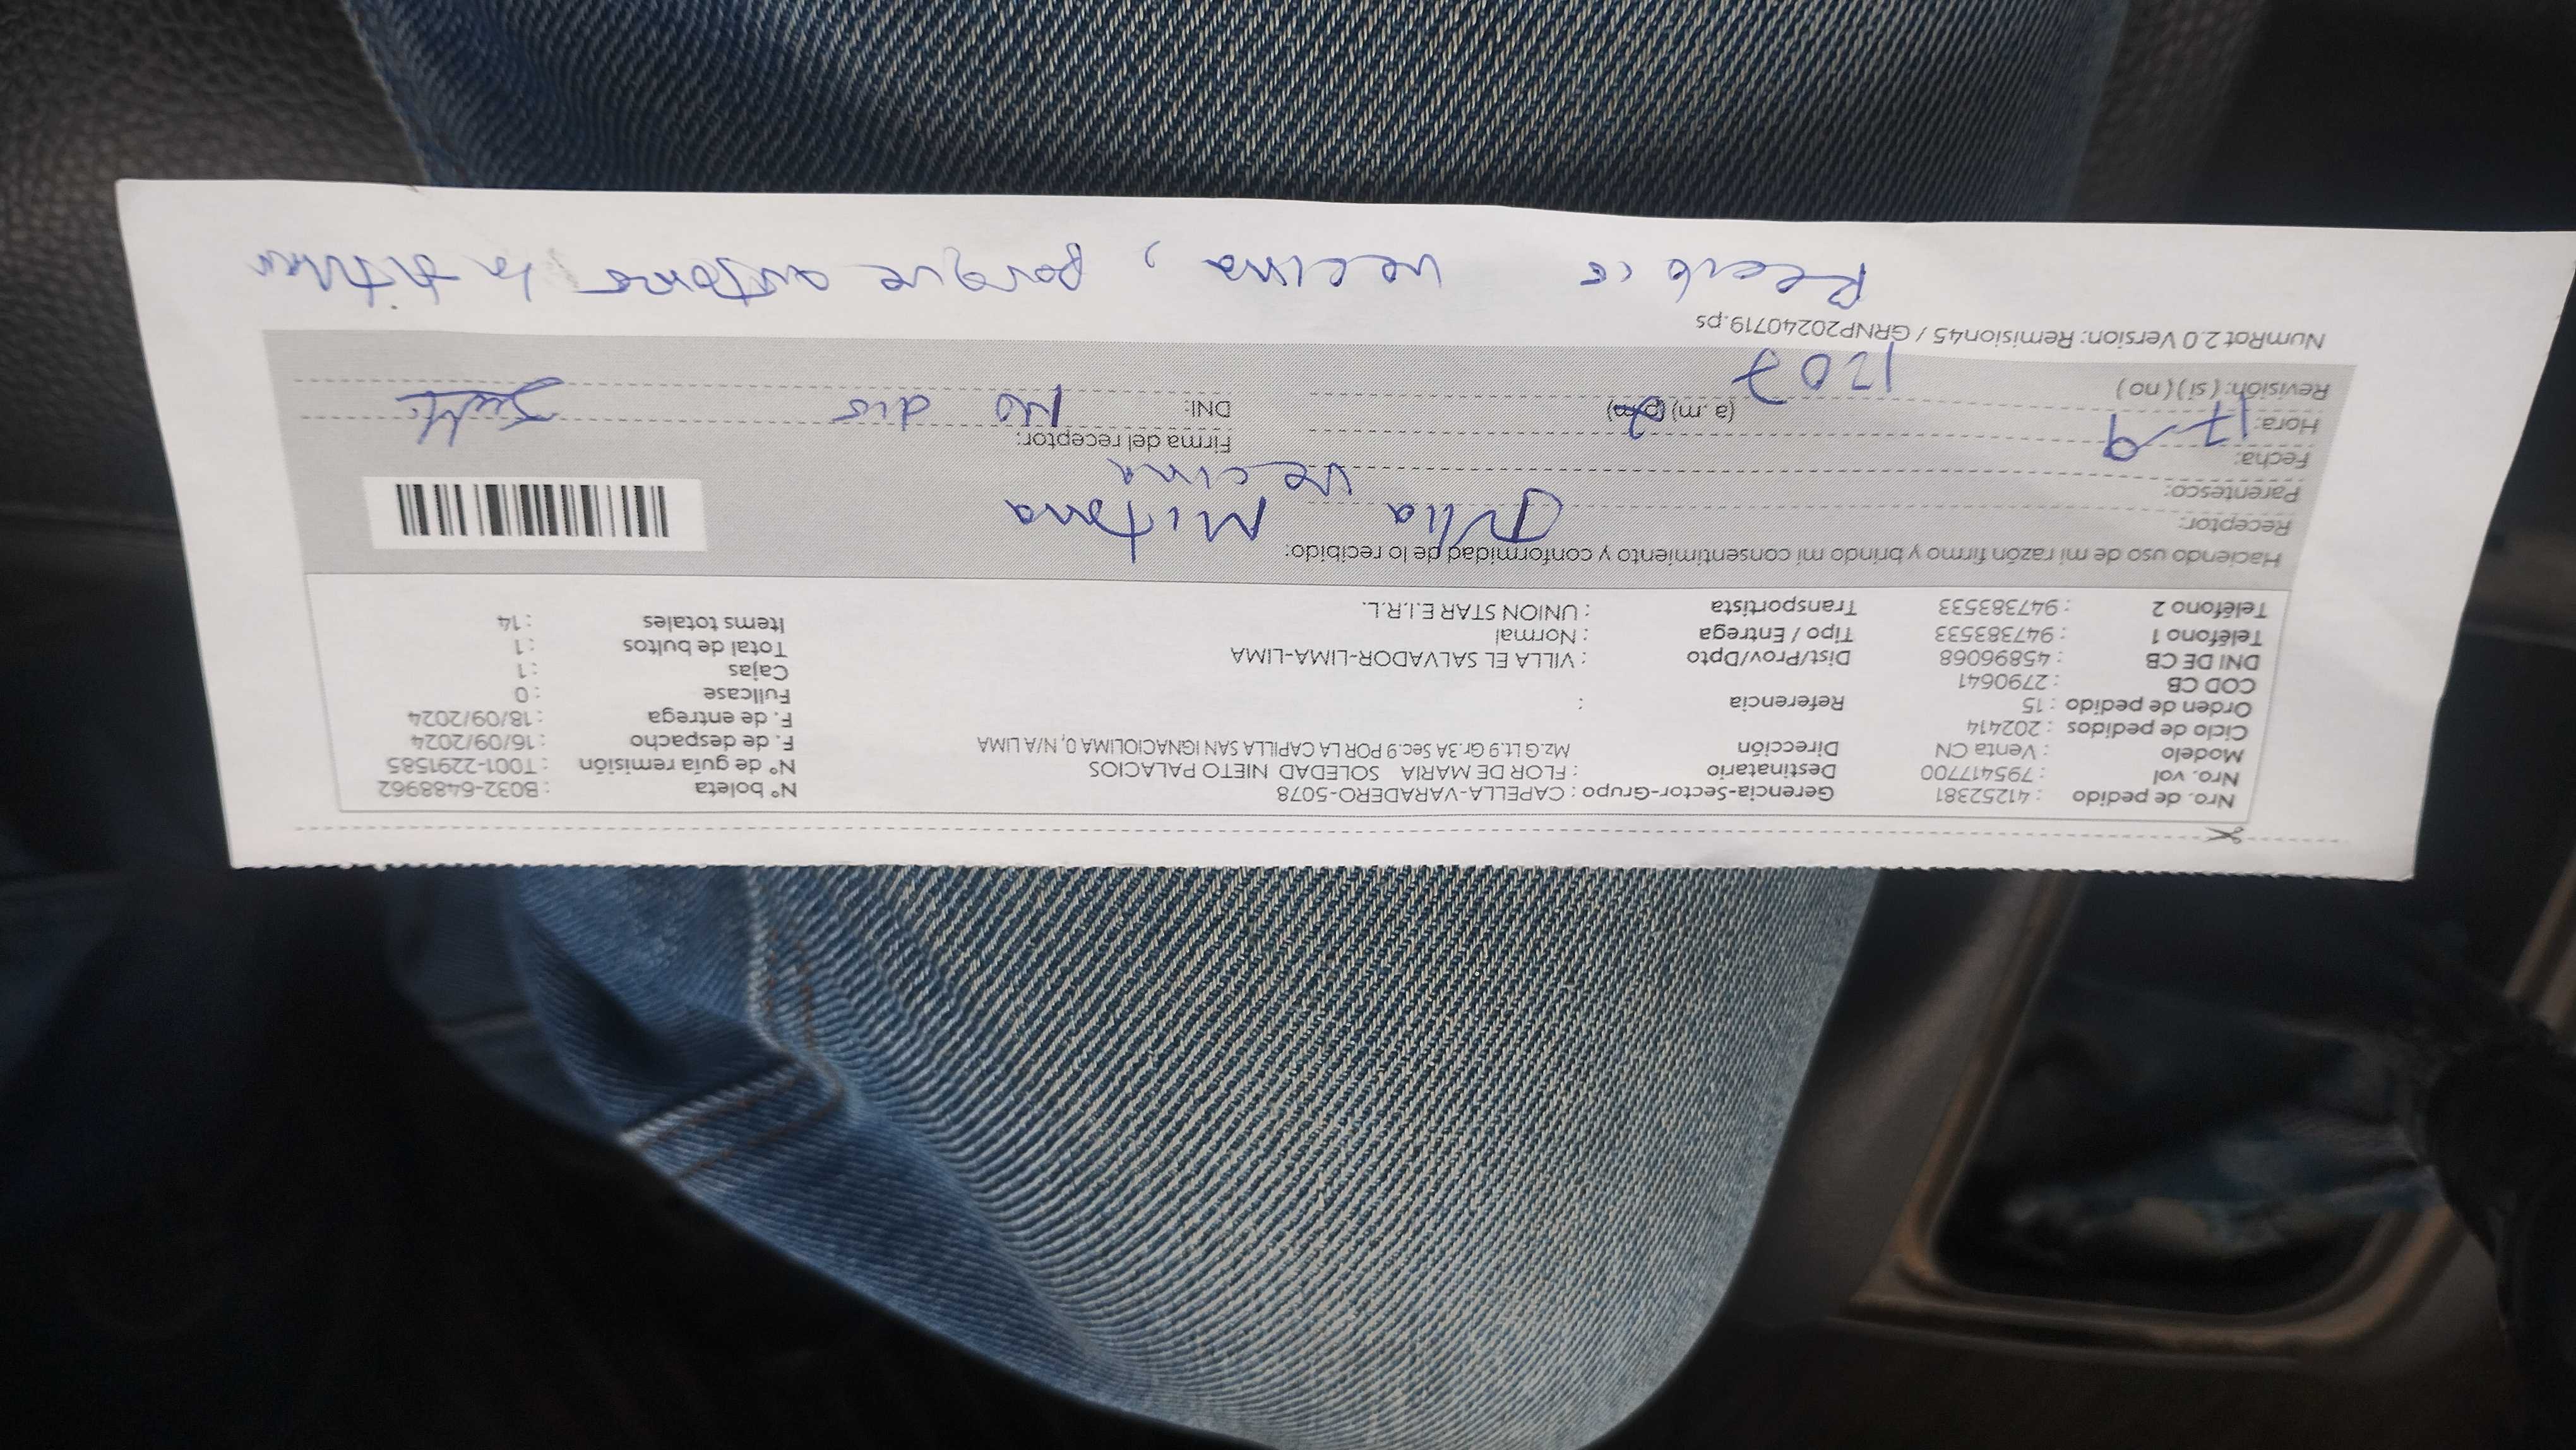 Nro. de pedido : 41252381 Gerencia-Sector-Grupo : CAPELLA-VARADERO-5078 N° boleta : B032-6488962
Nro. vol : 795417700 Destinatario : FLOR DE MARIA SOLEDAD NIETO PALACIOS N° de guía remisión : T001-2291585
Modelo : Venta CN Dirección Mz.G Lt.9 Gr.3A Sec.9 POR LA CAPILLA SAN IGNACIOLIMA 0, N/A LIMA F. de despacho : 16/09/2024
Ciclo de pedidos : 202414 F. de entrega : 18/09/2024
Orden de pedido : 15 Referencia : Fullcase : 0
COD CB : 2790641 Cajas : 1
DNI DE CB : 45896068 Dist/Prov/Dpto : VILLA EL SALVADOR-LIMA-LIMA Total de bultos : 1
Teléfono 1 : 947383533 Tipo / Entrega : Normal Items totales : 14
Teléfono 2 : 947383533 Transportista : UNION STAR E.I.R.L.
Haciendo uso de mi razón firmo y brindo mi consentimiento y conformidad de lo recibido:
Receptor:
Parentesco: vecina
Fecha: 17-9 Firma del receptor:
Hora: 1207 (a. m) (p. m) DNI: No dio
Revisión: ( si ) ( no )
NumRot 2.0 Version: Remision45 / GRNP20240719.ps
Recibió vecina, porque autorizó la